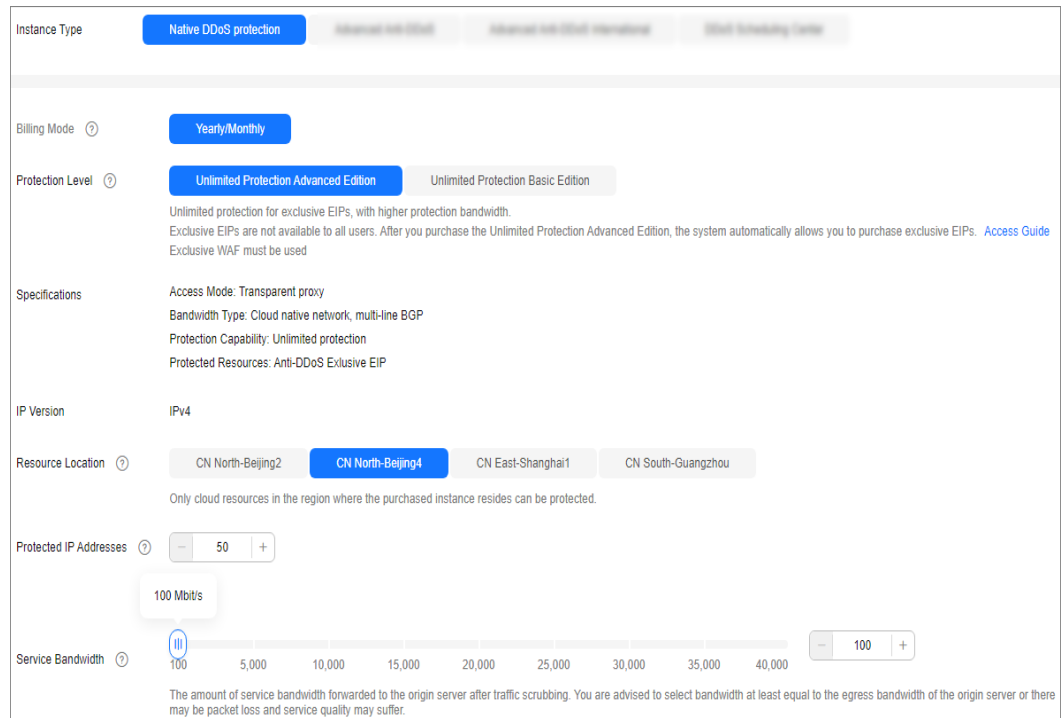 Instance Type
Native DDoS protection
Billing Mode ?
Yearly/Monthly
Protection Level ?
Unlimited Protection Advanced Edition
Unlimited Protection Basic Edition
Unlimited protection for exclusive EIPs, with higher protection bandwidth.
Exclusive EIPs are not available to all users. After you purchase the Unlimited Protection Advanced Edition, the system automatically allows you to purchase exclusive EIPs. Access Guide
Exclusive WAF must be used
Specifications
Access Mode: Transparent proxy
Bandwidth Type: Cloud native network, multi-line BGP
Protection Capability: Unlimited protection
Protected Resources: Anti-DDoS Exlusive EIP
IP Version
IPv4
Resource Location ?
CN North-Beijing2
CN North-Beijing4
CN East-Shanghai1
CN South-Guangzhou
Only cloud resources in the region where the purchased instance resides can be protected.
Protected IP Addresses ?
− 50 +
100 Mbit/s
Service Bandwidth ?
100 5,000 10,000 15,000 20,000 25,000 30,000 35,000 40,000
− 100 +
The amount of service bandwidth forwarded to the origin server after traffic scrubbing. You are advised to select bandwidth at least equal to the egress bandwidth of the origin server or there
may be packet loss and service quality may suffer.